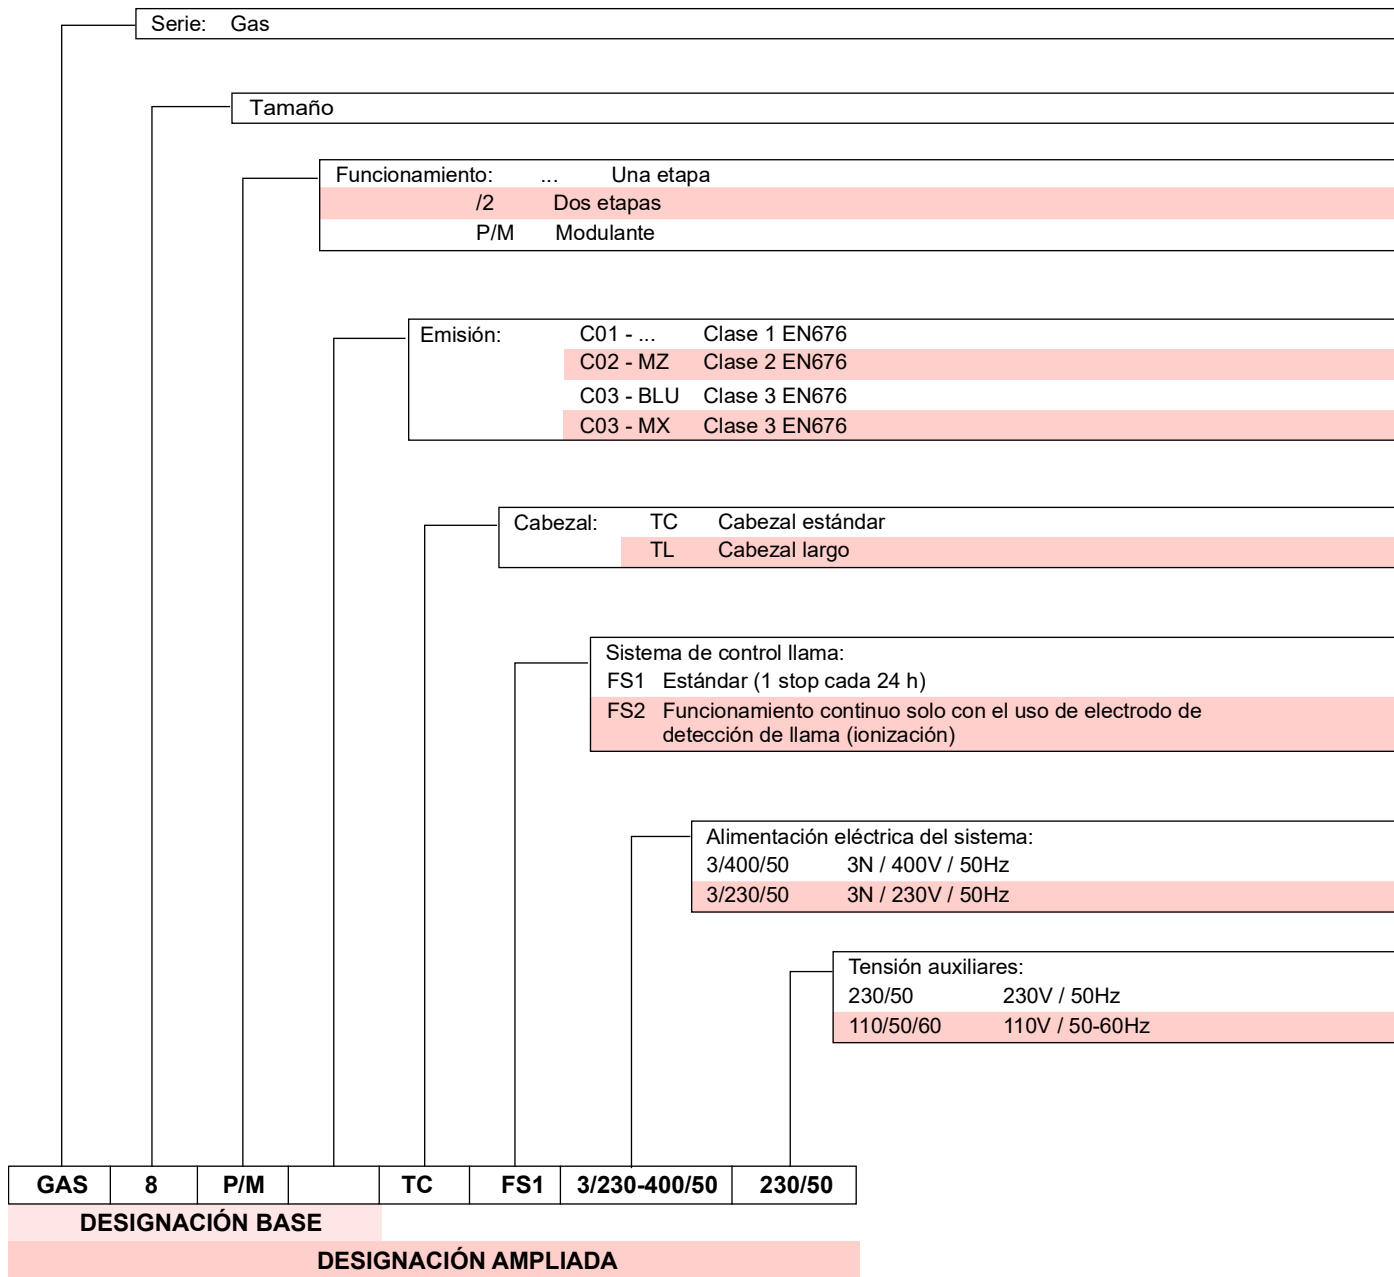 Serie: Gas
Tamaño
Funcionamiento: ... Una etapa
/2 Dos etapas
P/M Modulante
Emisión: C01 - ... Clase 1 EN676
C02 - MZ Clase 2 EN676
C03 - BLU Clase 3 EN676
C03 - MX Clase 3 EN676
Cabezal: TC Cabezal estándar
TL Cabezal largo
Sistema de control llama:
FS1 Estándar (1 stop cada 24 h)
FS2 Funcionamiento continuo solo con el uso de electrodo de
detección de llama (ionización)
Alimentación eléctrica del sistema:
3/400/50 3N / 400V / 50Hz
3/230/50 3N / 230V / 50Hz
Tensión auxiliares:
230/50 230V / 50Hz
110/50/60 110V / 50-60Hz
GAS 8 P/M TC FS1 3/230-400/50 230/50
DESIGNACIÓN BASE
DESIGNACIÓN AMPLIADA